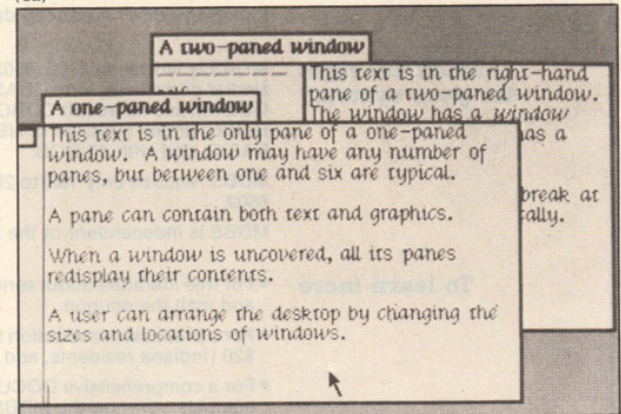 A two-paned window
This text is in the right-hand
pane of a two-paned window.
The window has a window
has a
break at
cally.
A one-paned window
This text is in the only pane of a one-paned
window. A window may have any number of
panes, but between one and six are typical.
A pane can contain both text and graphics.
When a window is uncovered, all its panes
redisplay their contents.
A user can arrange the desktop by changing the
sizes and locations of windows.